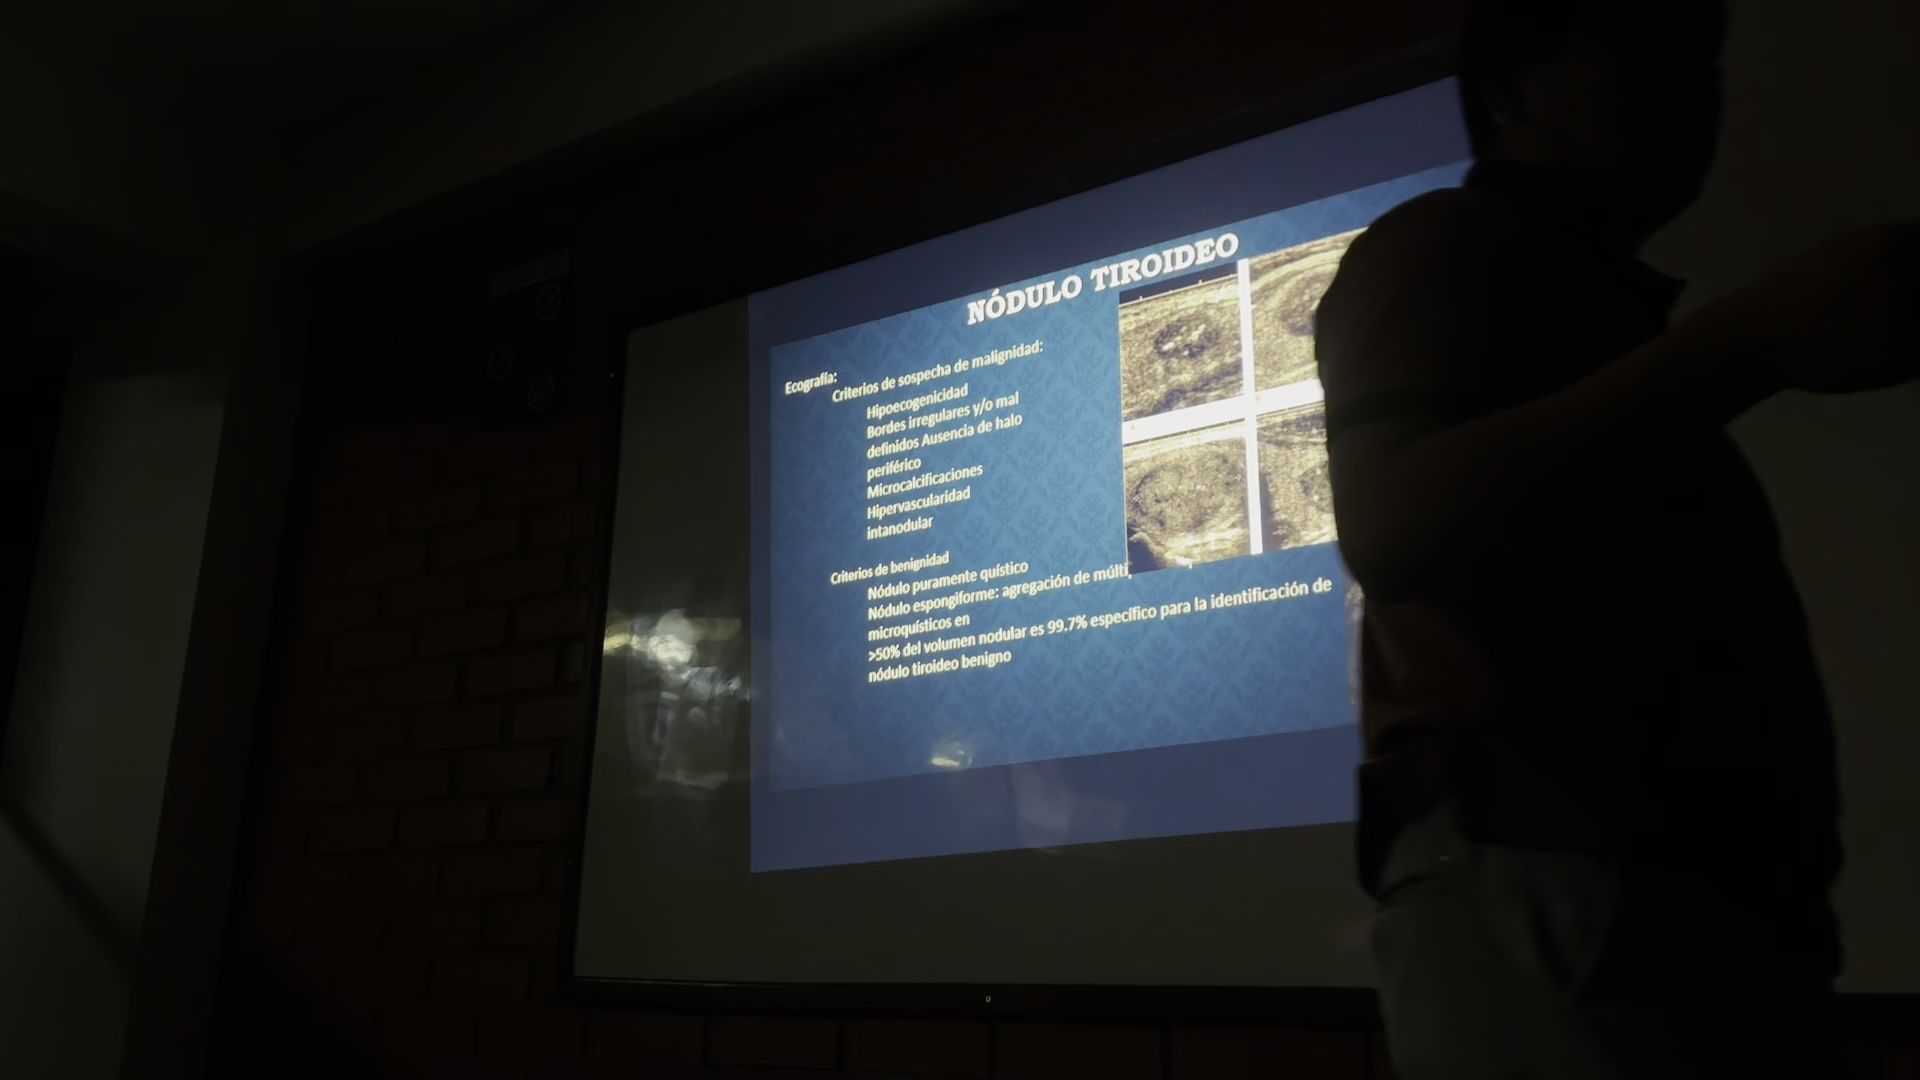 NÓDULO TIROIDEO
Ecografía:
Criterios de sospecha de malignidad:
Hipoecogenicidad
Bordes irregulares y/o mal
definidos Ausencia de halo
periférico
Microcalcificaciones
Hipervascularidad
intanodular
Criterios de benignidad
Nódulo puramente quístico
Nódulo espongiforme: agregación de
microquísticos en
>50% del volumen nodular es 99.7% específico para la identificación de
nódulo tiroideo benigno